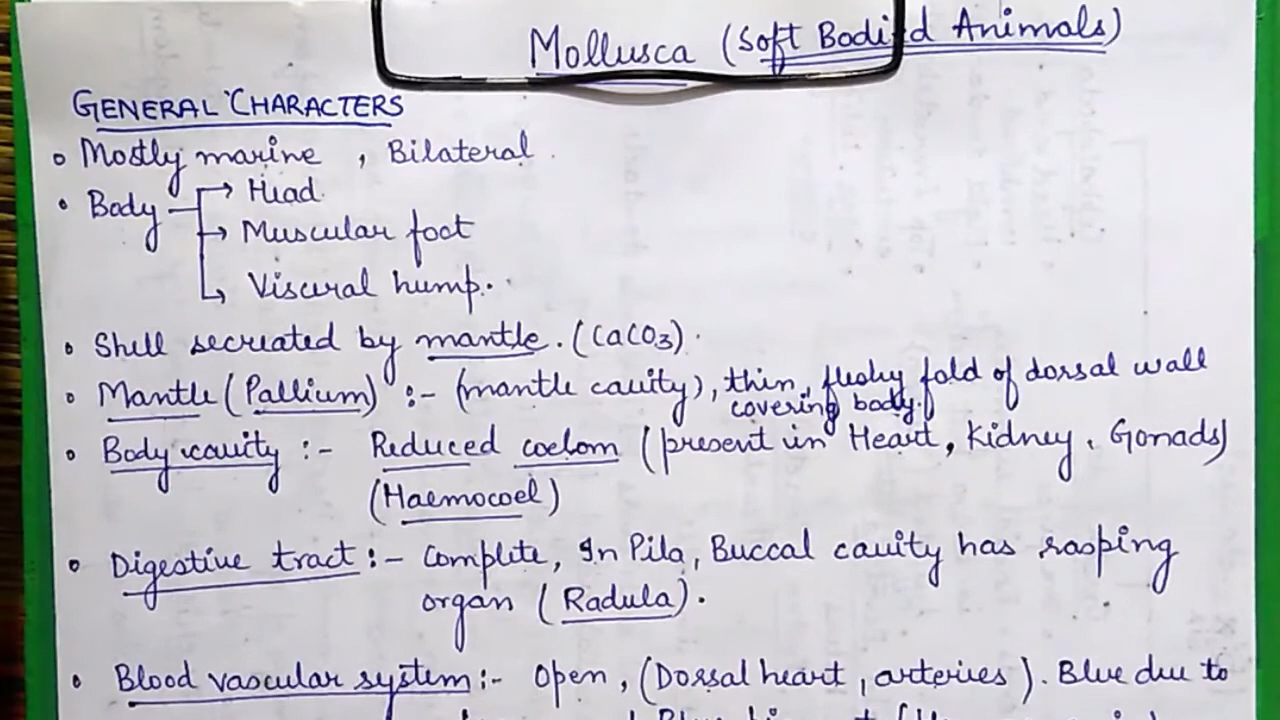 Mollusca (Soft Bodied Animals)
GENERAL CHARACTERS
Mostly marine , Bilateral
Body → Head
→ Muscular foot
→ Visceral hump.
Shell secreated by mantle. (CaCO3).
Mantle (Pallium) :- (mantle cavity), thin, fleshy fold of dorsal wall
covering body.
Body cavity :- Reduced coelom (present in Heart, Kidney, Gonads)
(Haemocoel)
Digestive tract :- Complete, In Pila, Buccal cavity has rasping
organ (Radula).
Blood vascular system :- Open, (Dorsal heart, arteries). Blue due to